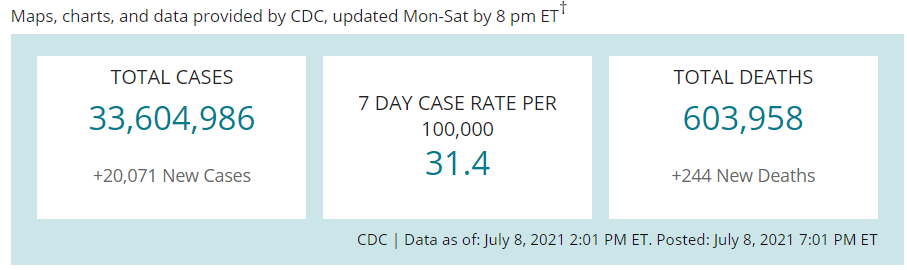 Maps, charts, and data provided by CDC, updated Mon-Sat by 8 pm ET†
TOTAL CASES
33,604,986
+20,071 New Cases
7 DAY CASE RATE PER
100,000
31.4
TOTAL DEATHS
603,958
+244 New Deaths
CDC | Data as of: July 8, 2021 2:01 PM ET. Posted: July 8, 2021 7:01 PM ET